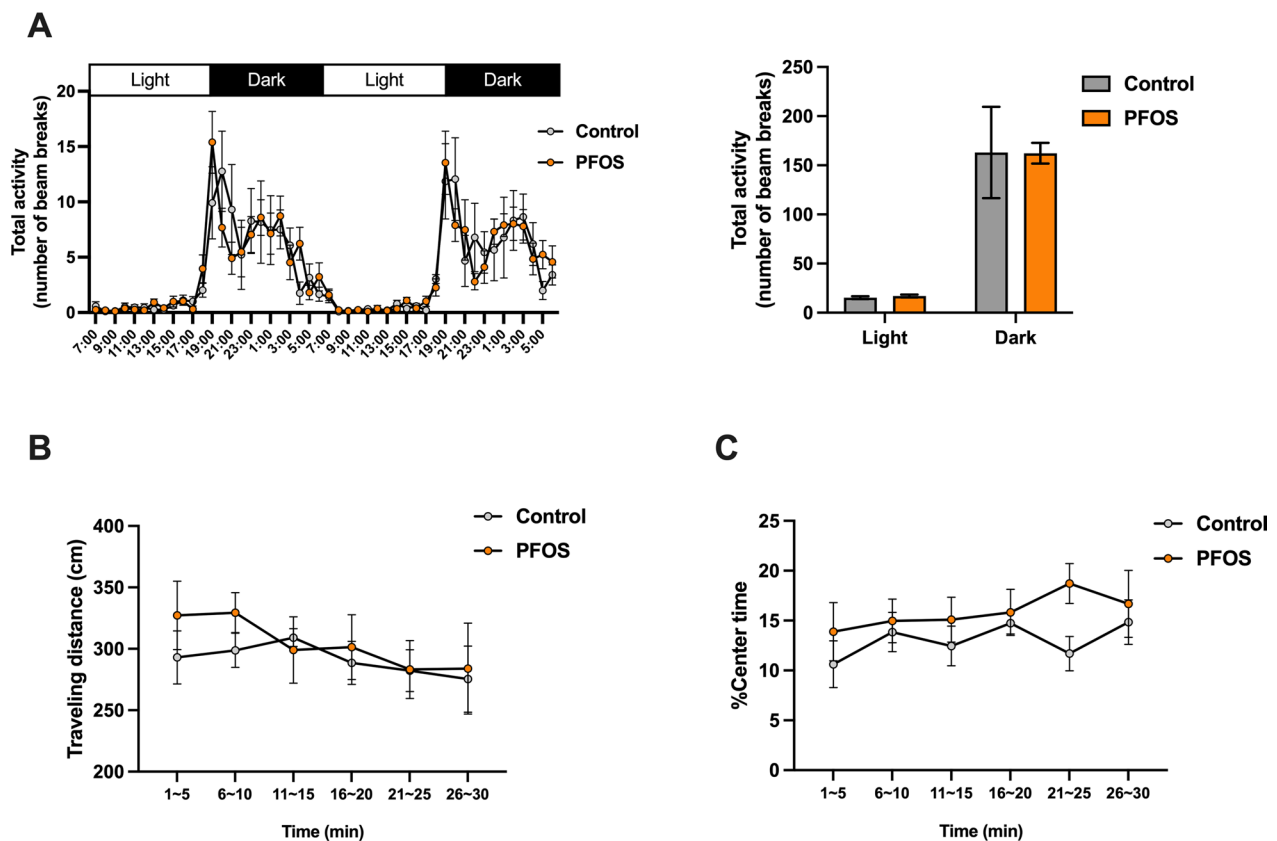 A
Light Dark Light Dark
Total activity
(number of beam breaks)
20
15
10
5
0
Control
PFOS
7:00 9:00 11:00 13:00 15:00 17:00 19:00 21:00 23:00 1:00 3:00 5:00 7:00 9:00 11:00 13:00 15:00 17:00 19:00 21:00 23:00 1:00 3:00 5:00
Total activity
(number of beam breaks)
250
200
150
100
50
0
Control
PFOS
Light Dark
B
Traveling distance (cm)
400
350
300
250
200
Control
PFOS
1~5 6~10 11~15 16~20 21~25 26~30
Time (min)
C
%Center time
25
20
15
10
5
0
Control
PFOS
1~5 6~10 11~15 16~20 21~25 26~30
Time (min)